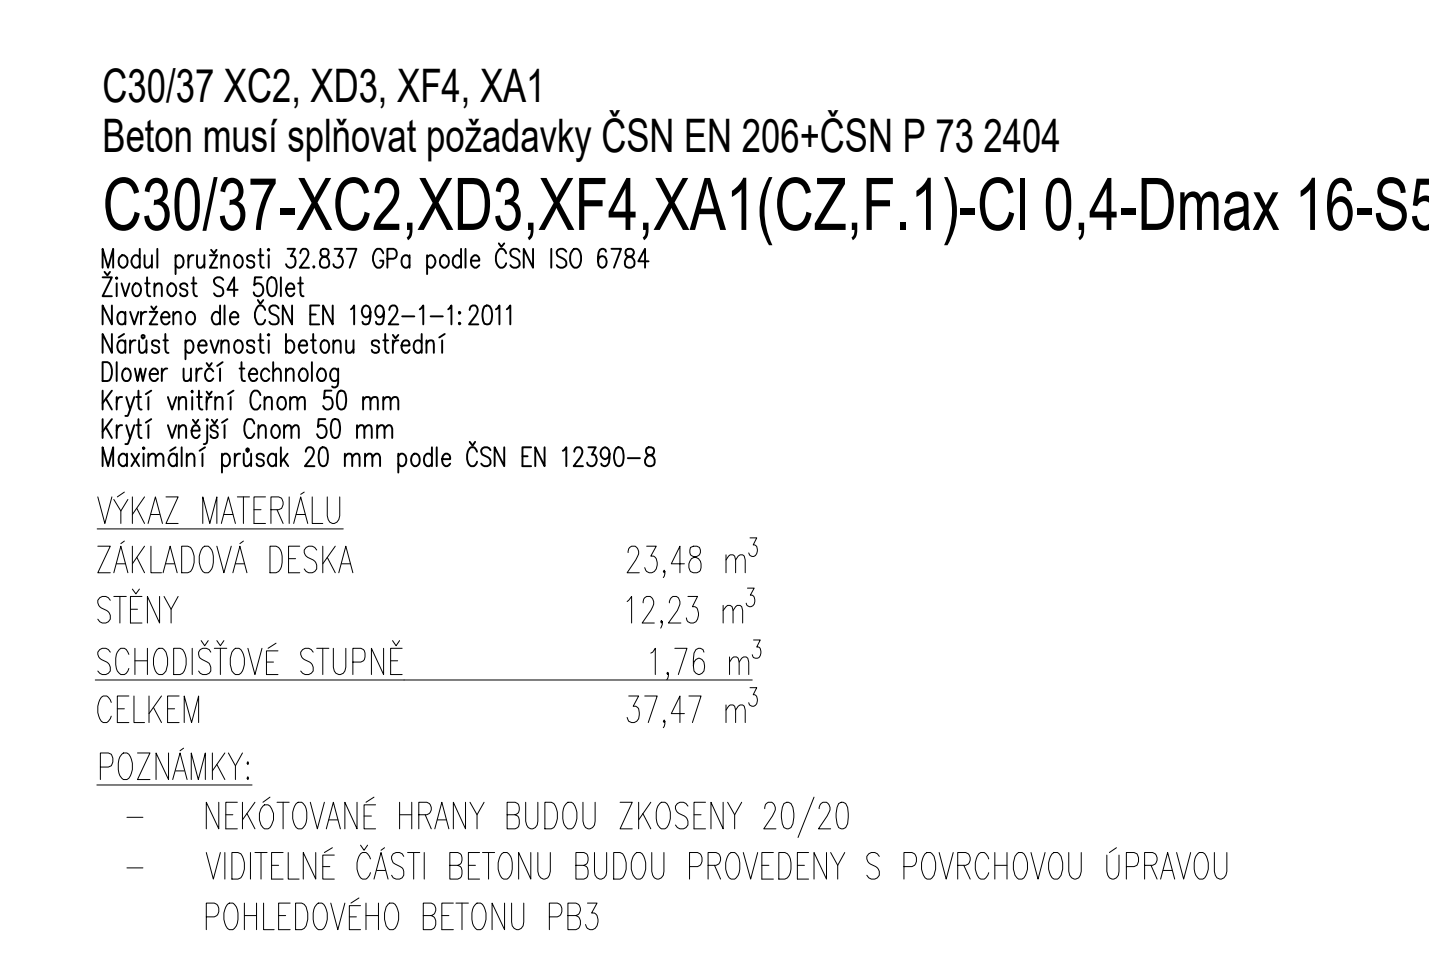 C30/37 XC2, XD3, XF4, XA1
Beton musí splňovat požadavky ČSN EN 206+ČSN P 73 2404
C30/37-XC2,XD3,XF4,XA1(CZ,F.1)-Cl 0,4-Dmax 16-S5
Modul pružnosti 32.837 GPa podle ČSN ISO 6784
Životnost S4 50let
Navrženo dle ČSN EN 1992-1-1:2011
Nárůst pevnosti betonu střední
Dlower určí technolog
Krytí vnitřní Cnom 50 mm
Krytí vnější Cnom 50 mm
Maximální průsak 20 mm podle ČSN EN 12390-8
VÝKAZ MATERIÁLU
ZÁKLADOVÁ DESKA 23,48 m³
STĚNY 12,23 m³
SCHODIŠŤOVÉ STUPNĚ 1,76 m³
CELKEM 37,47 m³
POZNÁMKY:
- NEKÓTOVANÉ HRANY BUDOU ZKOSENY 20/20
- VIDITELNÉ ČÁSTI BETONU BUDOU PROVEDENY S POVRCHOVOU ÚPRAVOU
POHLEDOVÉHO BETONU PB3